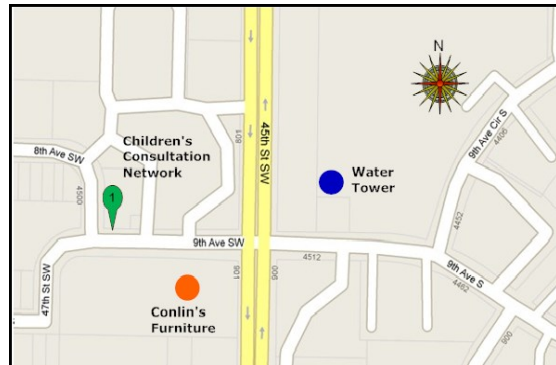 N
9th Ave Cir S
4406
801
45th St SW
Children's
Consultation
Network
8th Ave SW
4500
1
Water
Tower
4452
9th Ave SW
4512
9th Ave S
4462
47th St SW
901
900
Conlin's
Furniture
900